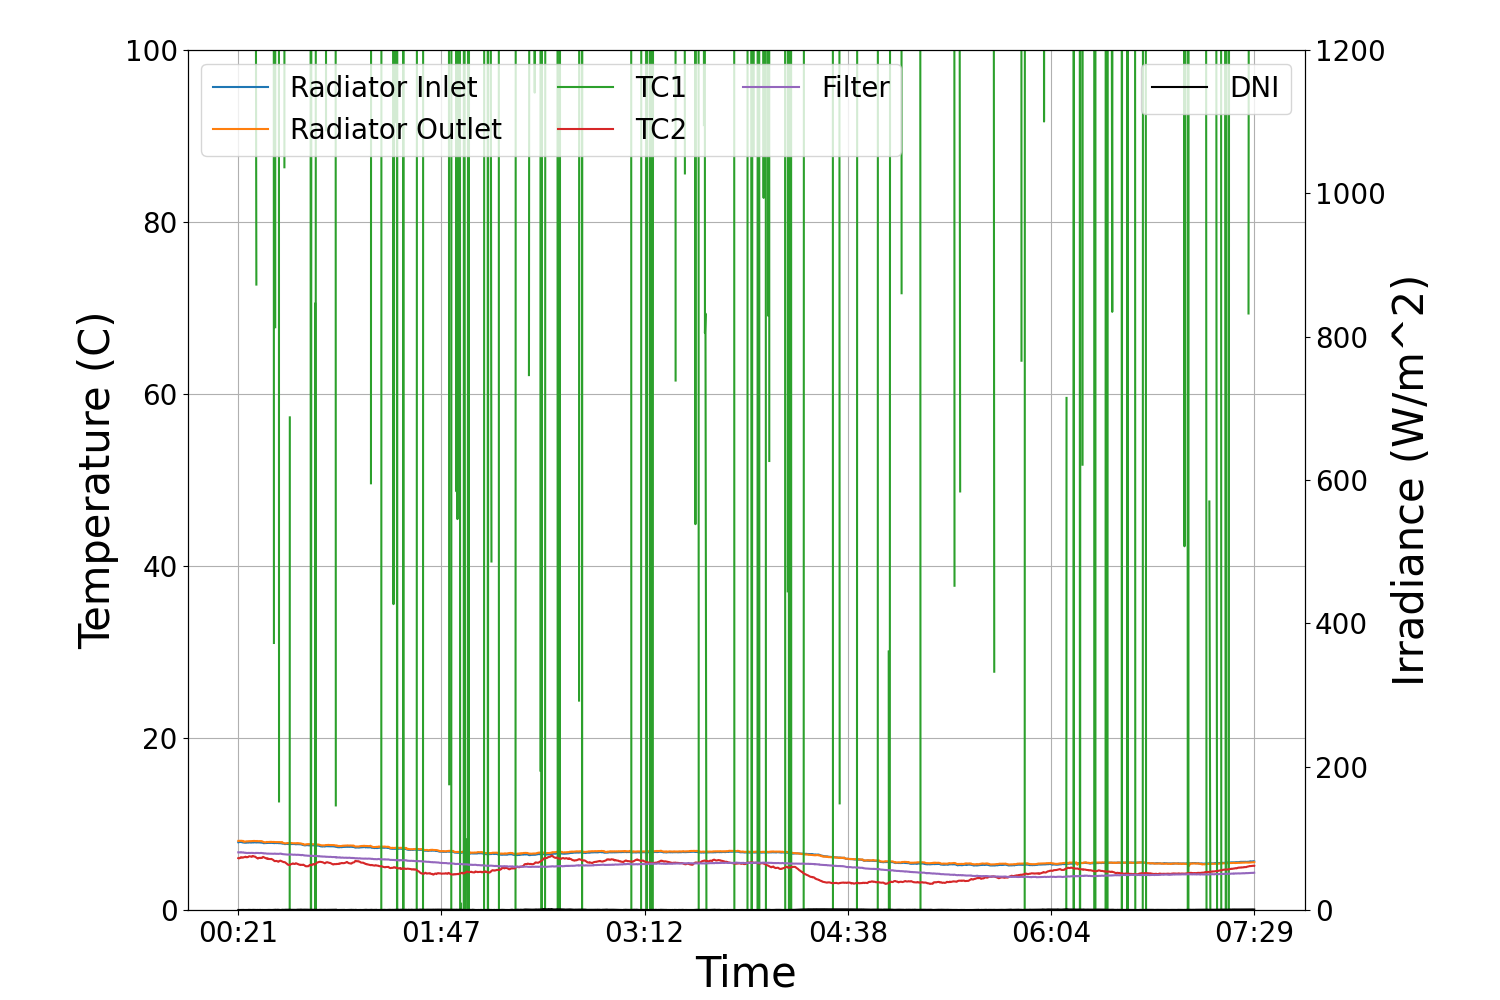 100
80
60
40
20
0
Temperature (C)
Radiator Inlet
Radiator Outlet
TC1
TC2
Filter
DNI
1200
1000
800
600
400
200
0
Irradiance (W/m^2)
00:21 01:47 03:12 04:38 06:04 07:29
Time